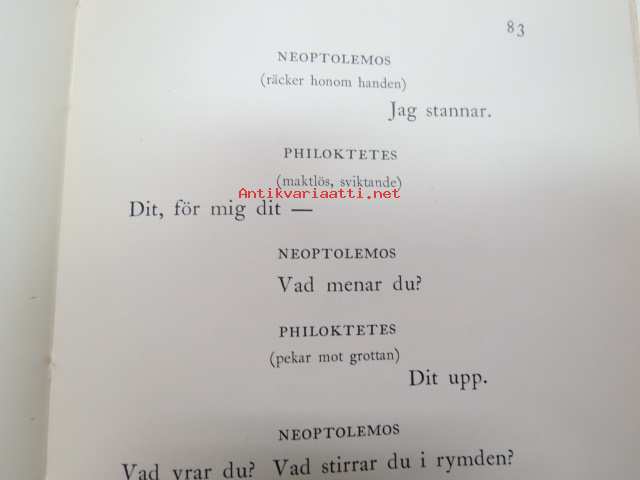 83
NEOPTOLEMOS
(räcker honom handen)
Jag stannar.
PHILOKTETES
(maktlös, sviktande)
Antikvariaatti.net
Dit, för mig dit —
NEOPTOLEMOS
Vad menar du?
PHILOKTETES
(pekar mot grottan)
Dit upp.
NEOPTOLEMOS
Vad yrar du? Vad stirrar du i rymden?